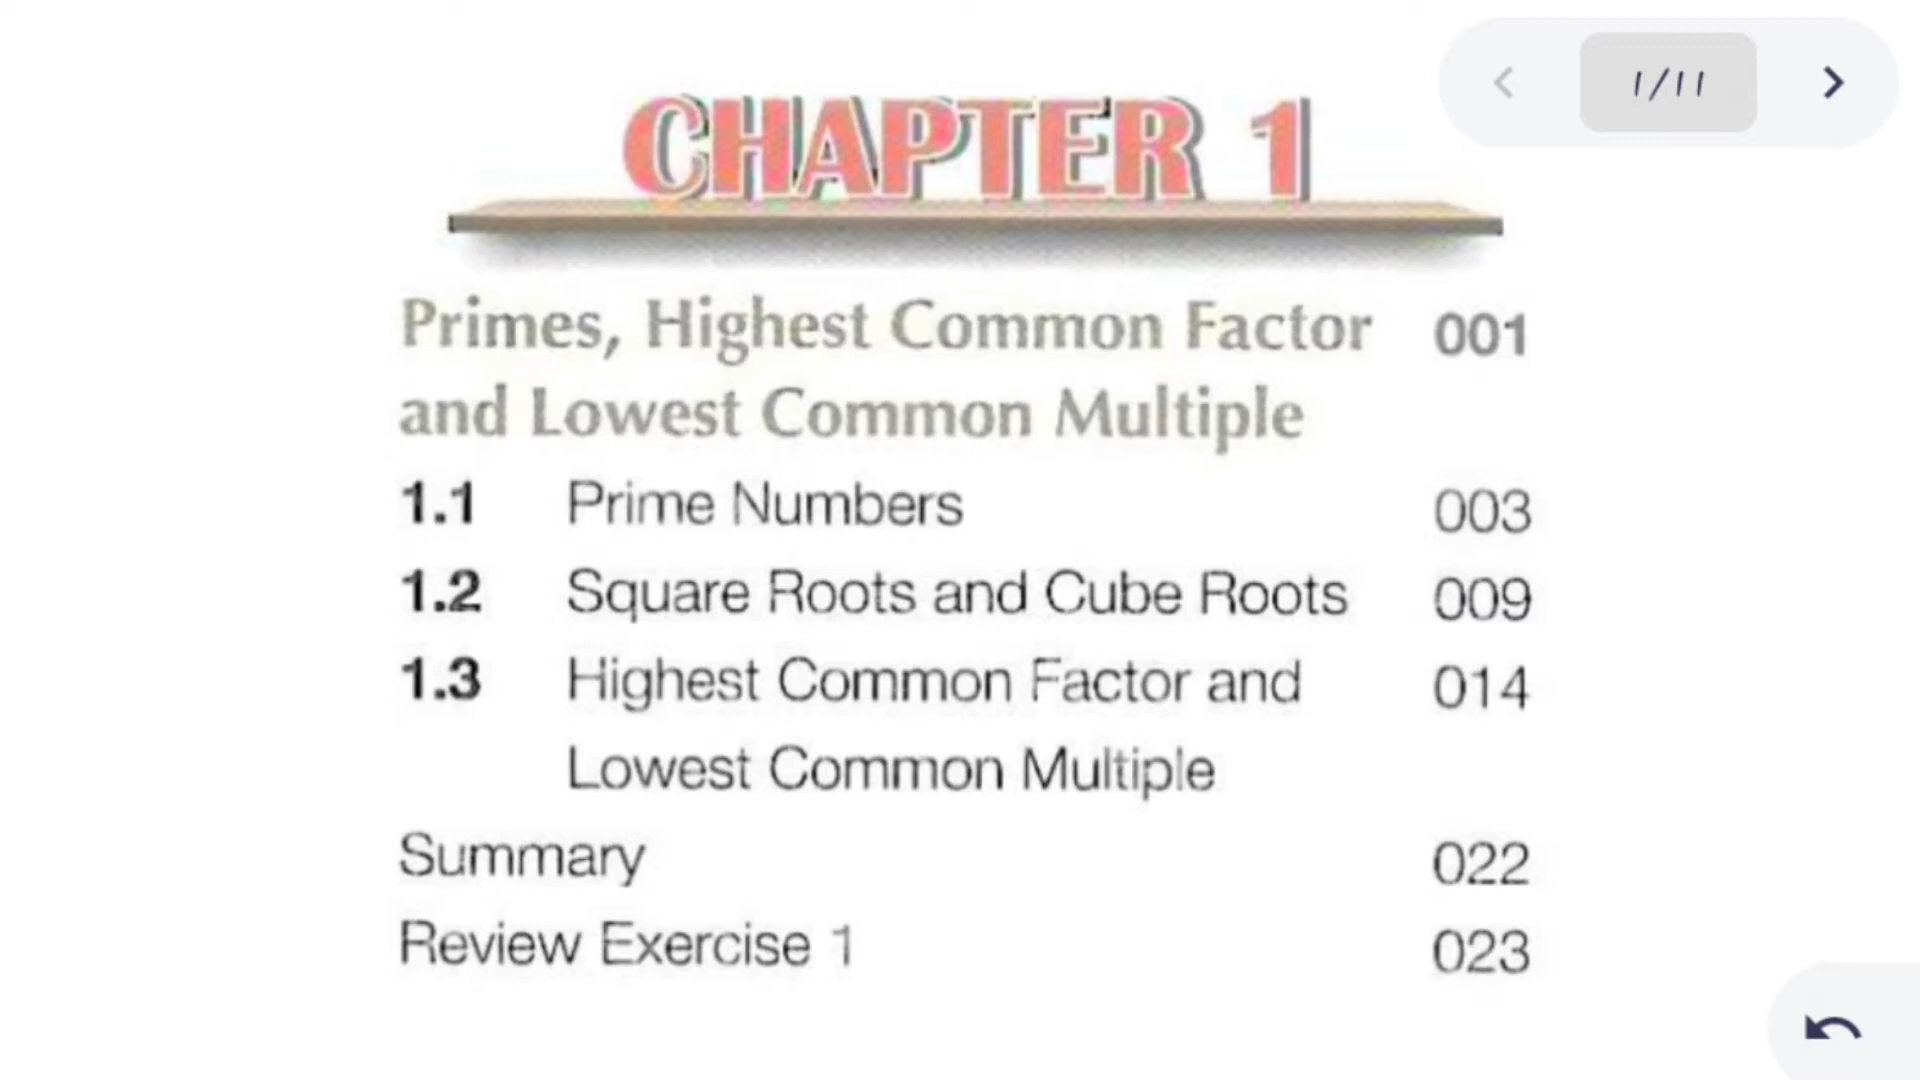 1/11
CHAPTER 1
Primes, Highest Common Factor 001
and Lowest Common Multiple
1.1 Prime Numbers 003
1.2 Square Roots and Cube Roots 009
1.3 Highest Common Factor and 014
Lowest Common Multiple
Summary 022
Review Exercise 1 023